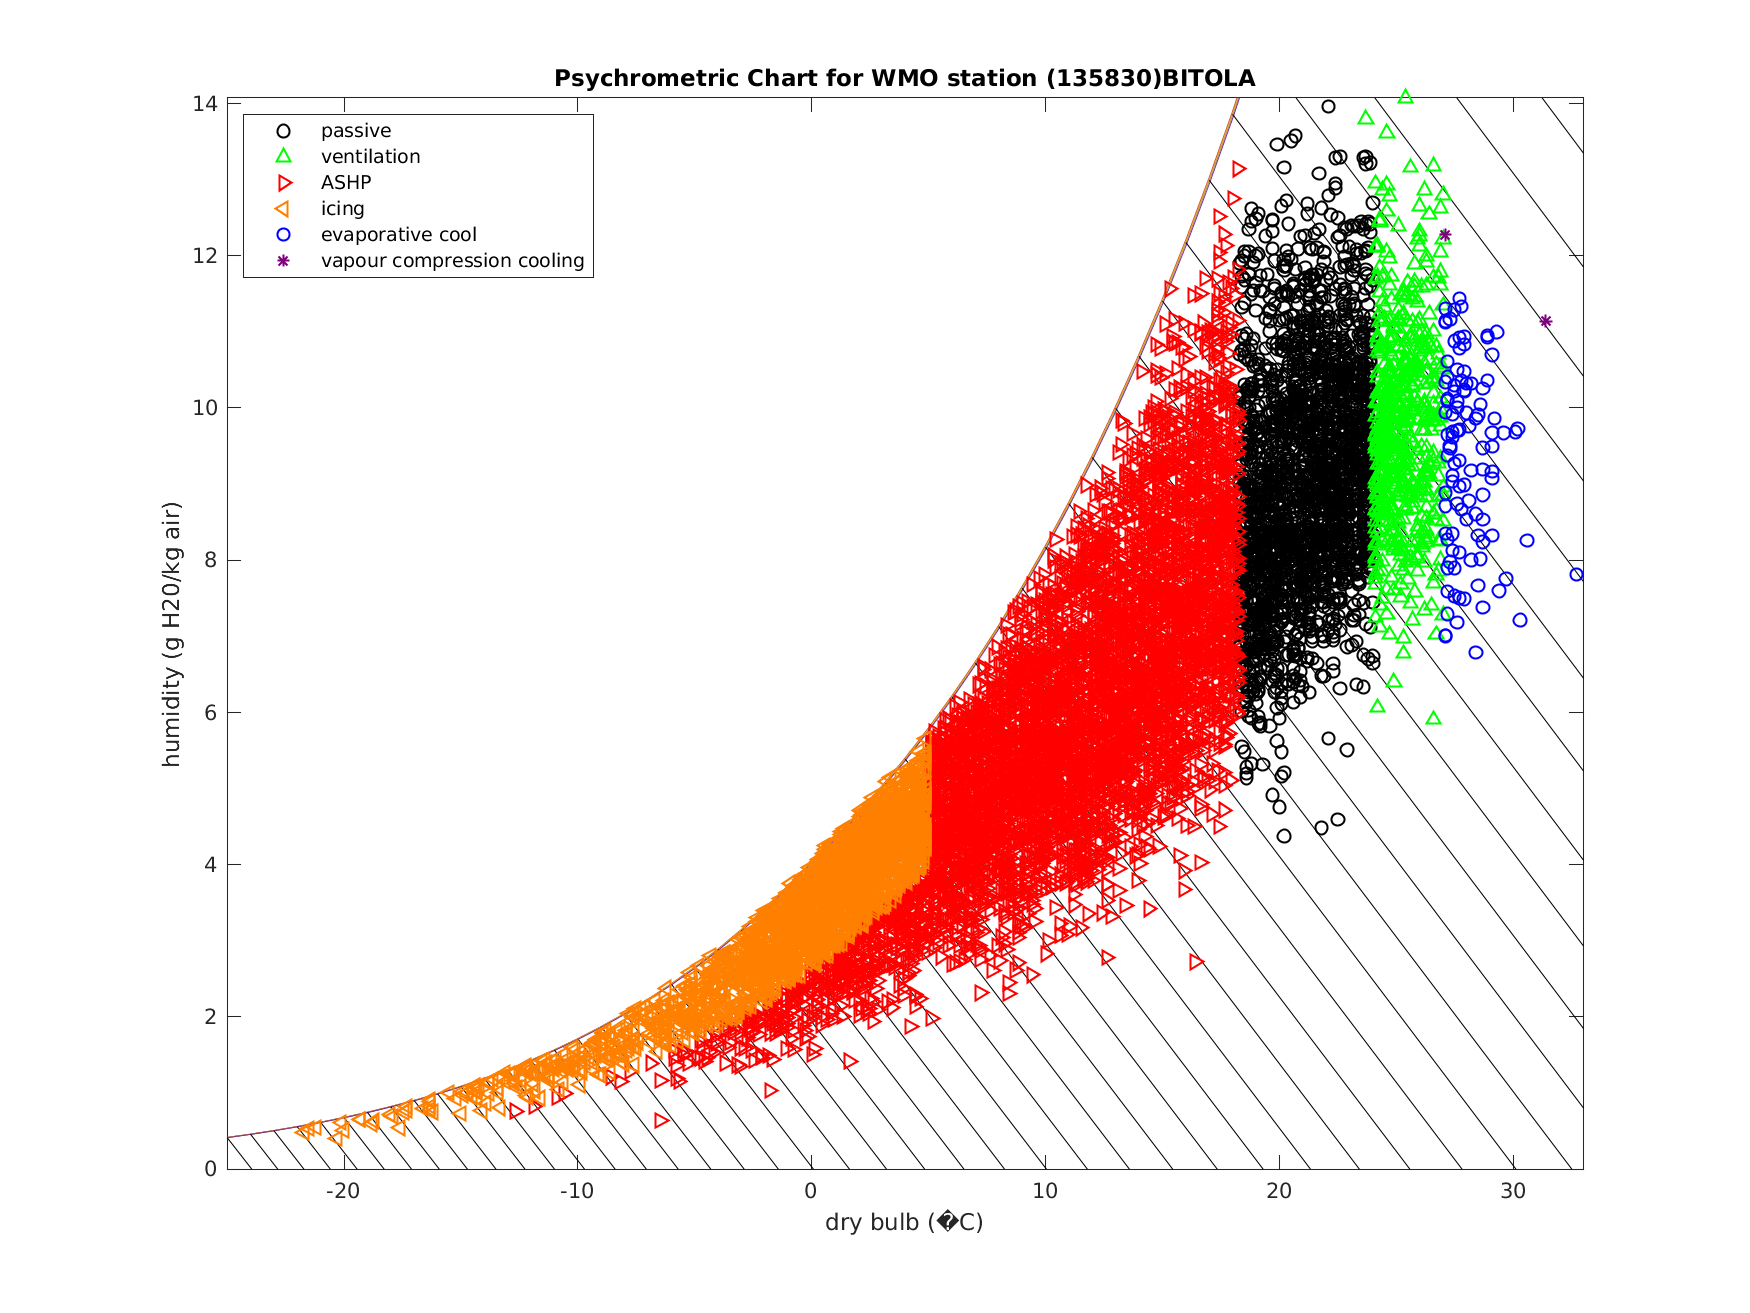 Psychrometric Chart for WMO station (135830)BITOLA
passive
ventilation
ASHP
icing
evaporative cool
vapour compression cooling
14
12
10
8
6
4
2
0
humidity (g H20/kg air)
-20 -10 0 10 20 30
dry bulb (�C)